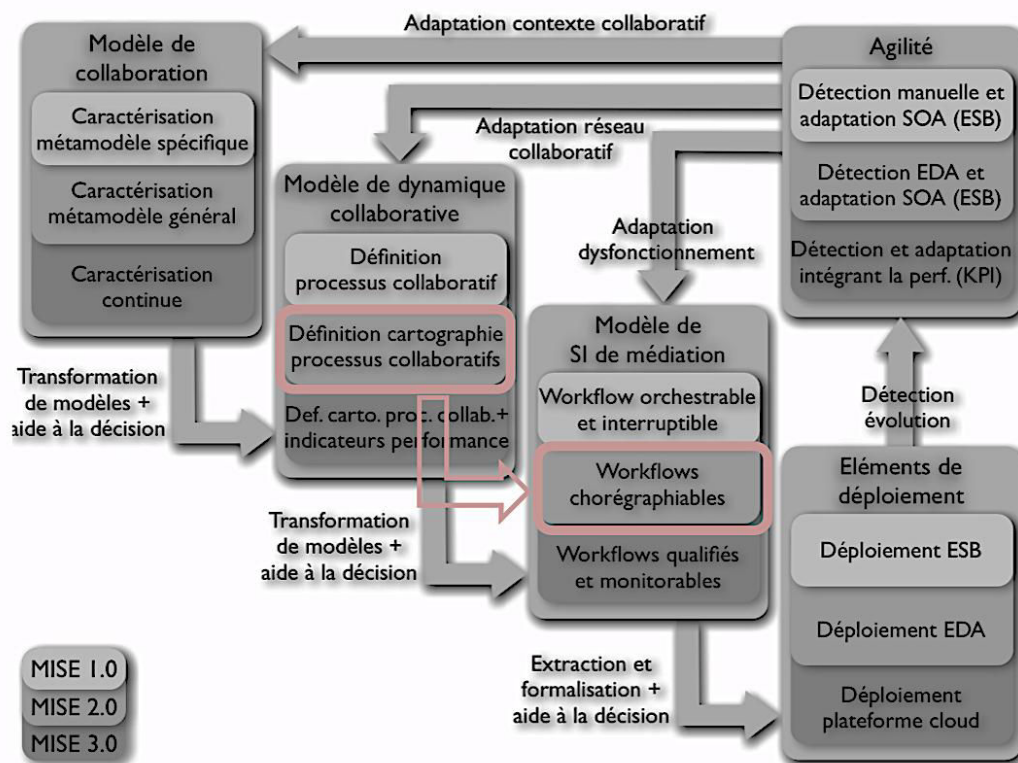 Adaptation contexte collaboratif
Modèle de
collaboration
Caractérisation
métamodèle spécifique
Caractérisation
métamodèle général
Caractérisation
continue
Agilité
Détection manuelle et
adaptation SOA (ESB)
Détection EDA et
adaptation SOA (ESB)
Détection et adaptation
intégrant la perf. (KPI)
Adaptation réseau
collaboratif
Modèle de dynamique
collaborative
Définition
processus collaboratif
Définition cartographie
processus collaboratifs
Def. carto. proc. collab.+
indicateurs performance
Adaptation
dysfonctionnement
Modèle de
SI de médiation
Workflow orchestrable
et interruptible
Workflows
chorégraphiables
Workflows qualifiés
et monitorables
Transformation
de modèles +
aide à la décision
Transformation
de modèles +
aide à la décision
Détection
évolution
Eléments de
déploiement
Déploiement ESB
Déploiement EDA
Déploiement
plateforme cloud
Extraction et
formalisation +
aide à la décision
MISE 1.0
MISE 2.0
MISE 3.0